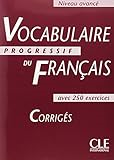 Niveau avancé
VOCABULAIRE
PROGRESSIF DU FRANÇAIS
avec 250 exercices
CORRIGÉS
CLE
INTERNATIONAL